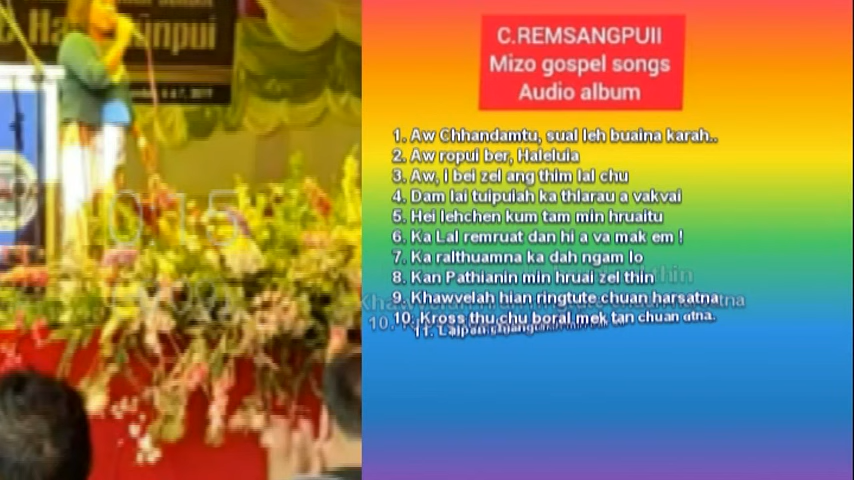 C.REMSANGPUII
Mizo gospel songs
Audio album
1. Aw Chhandamtu, sual leh buaina karah..
2. Aw ropui ber, Haleluia
3. Aw, i bei zel ang thim lal chu
4. Dam lai tuipuiah ka thlarau a vakvai
5. Hei lehchen kum tam min hruaitu
6. Ka Lal remruat dan hi a va mak em !
7. Ka ralthuamna ka dah ngam lo
8. Kan Pathianin min hruai zel thin
9. Khawvelah hian ringtute chuan harsatna
10. Kross thu chu boral mek tan chuan atna.
11.